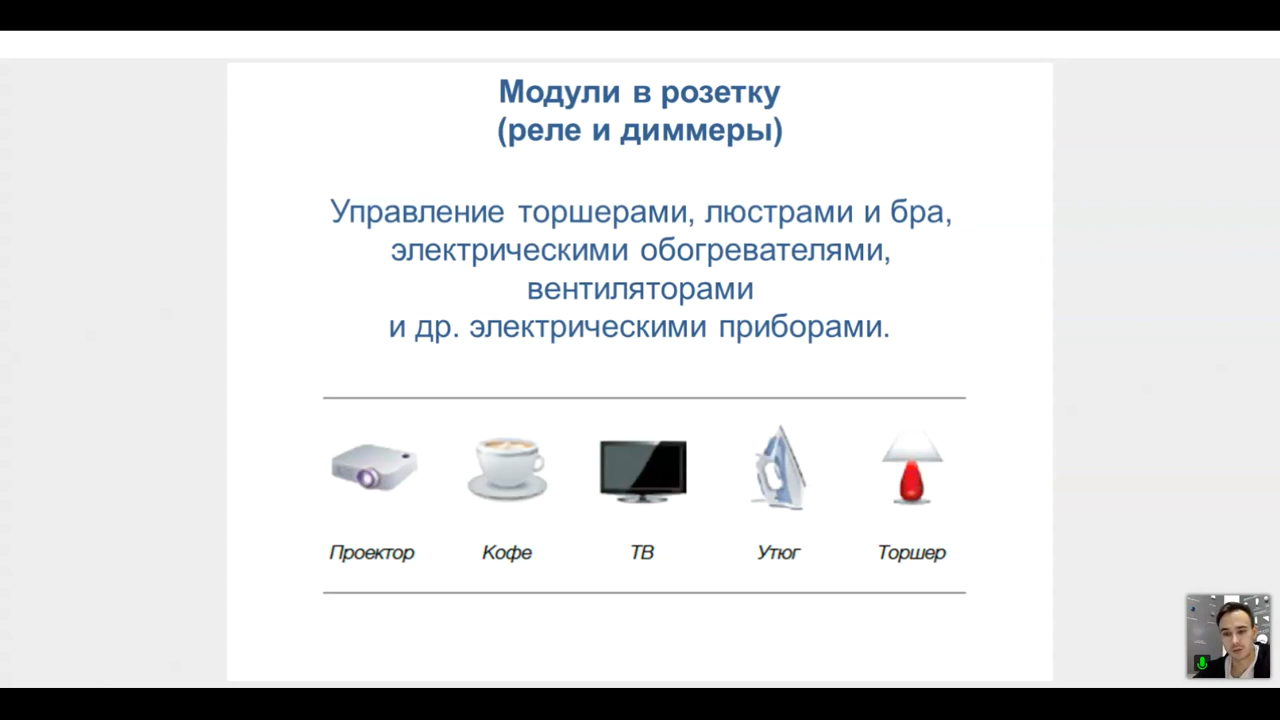 Модули в розетку
(реле и диммеры)
Управление торшерами, люстрами и бра,
электрическими обогревателями,
вентиляторами
и др. электрическими приборами.
Проектор Кофе ТВ Утюг Торшер